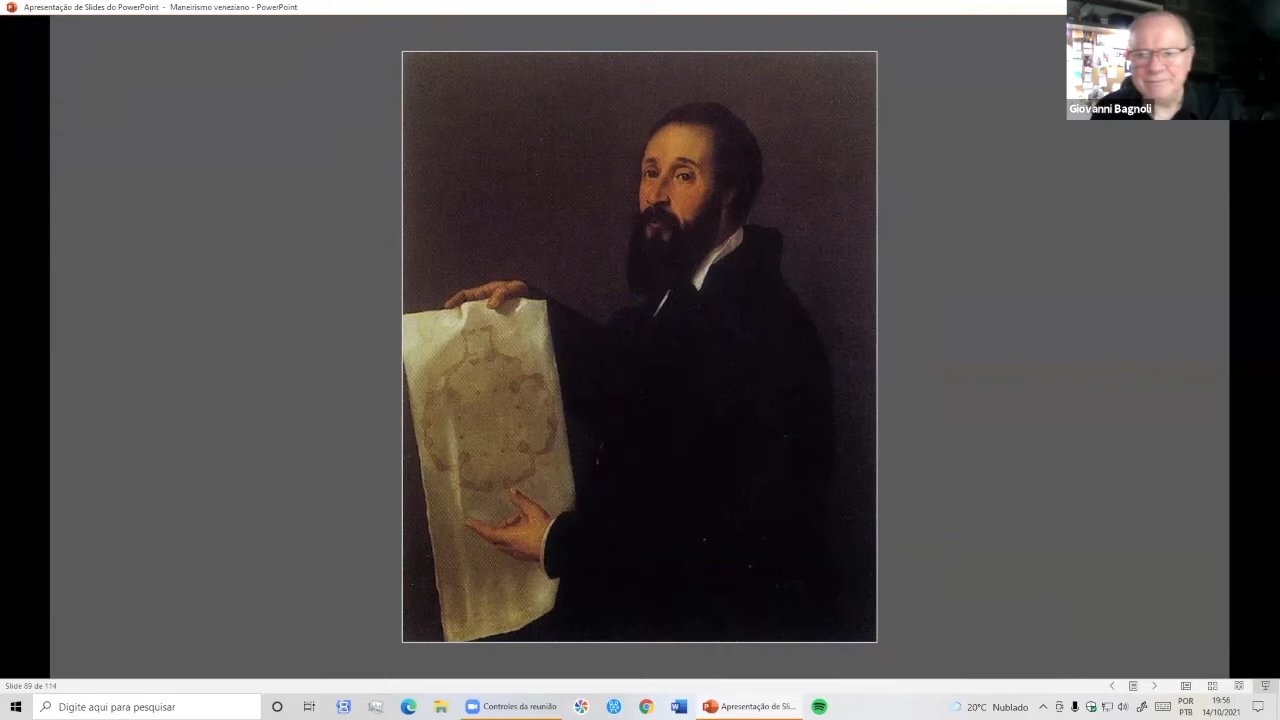 Apresentação de Slides do PowerPoint - Maneirismo veneziano - PowerPoint
Giovanni Bagnoli
Slide 89 de 114
Digite aqui para pesquisar
Controles da reunião
Apresentação de Sli...
20°C Nublado
POR
PTB
19:56
14/10/2021